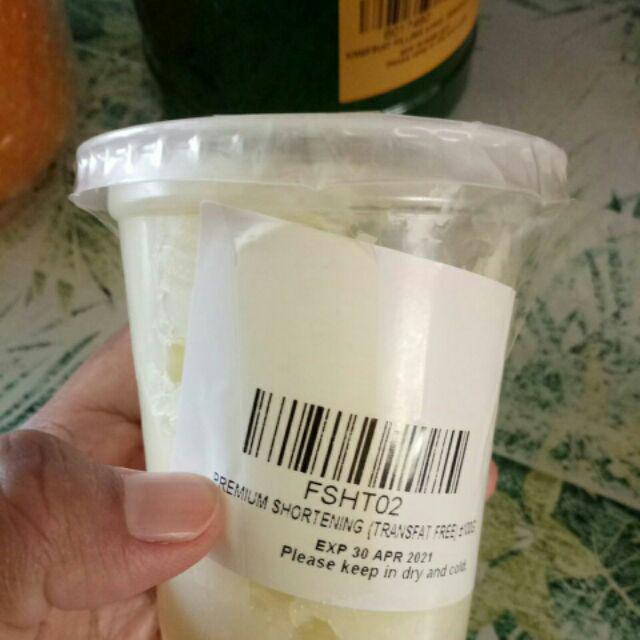 FSHT02
PREMIUM SHORTENING (TRANSFAT FREE)
EXP 30 APR 2021
Please keep in dry and cold.